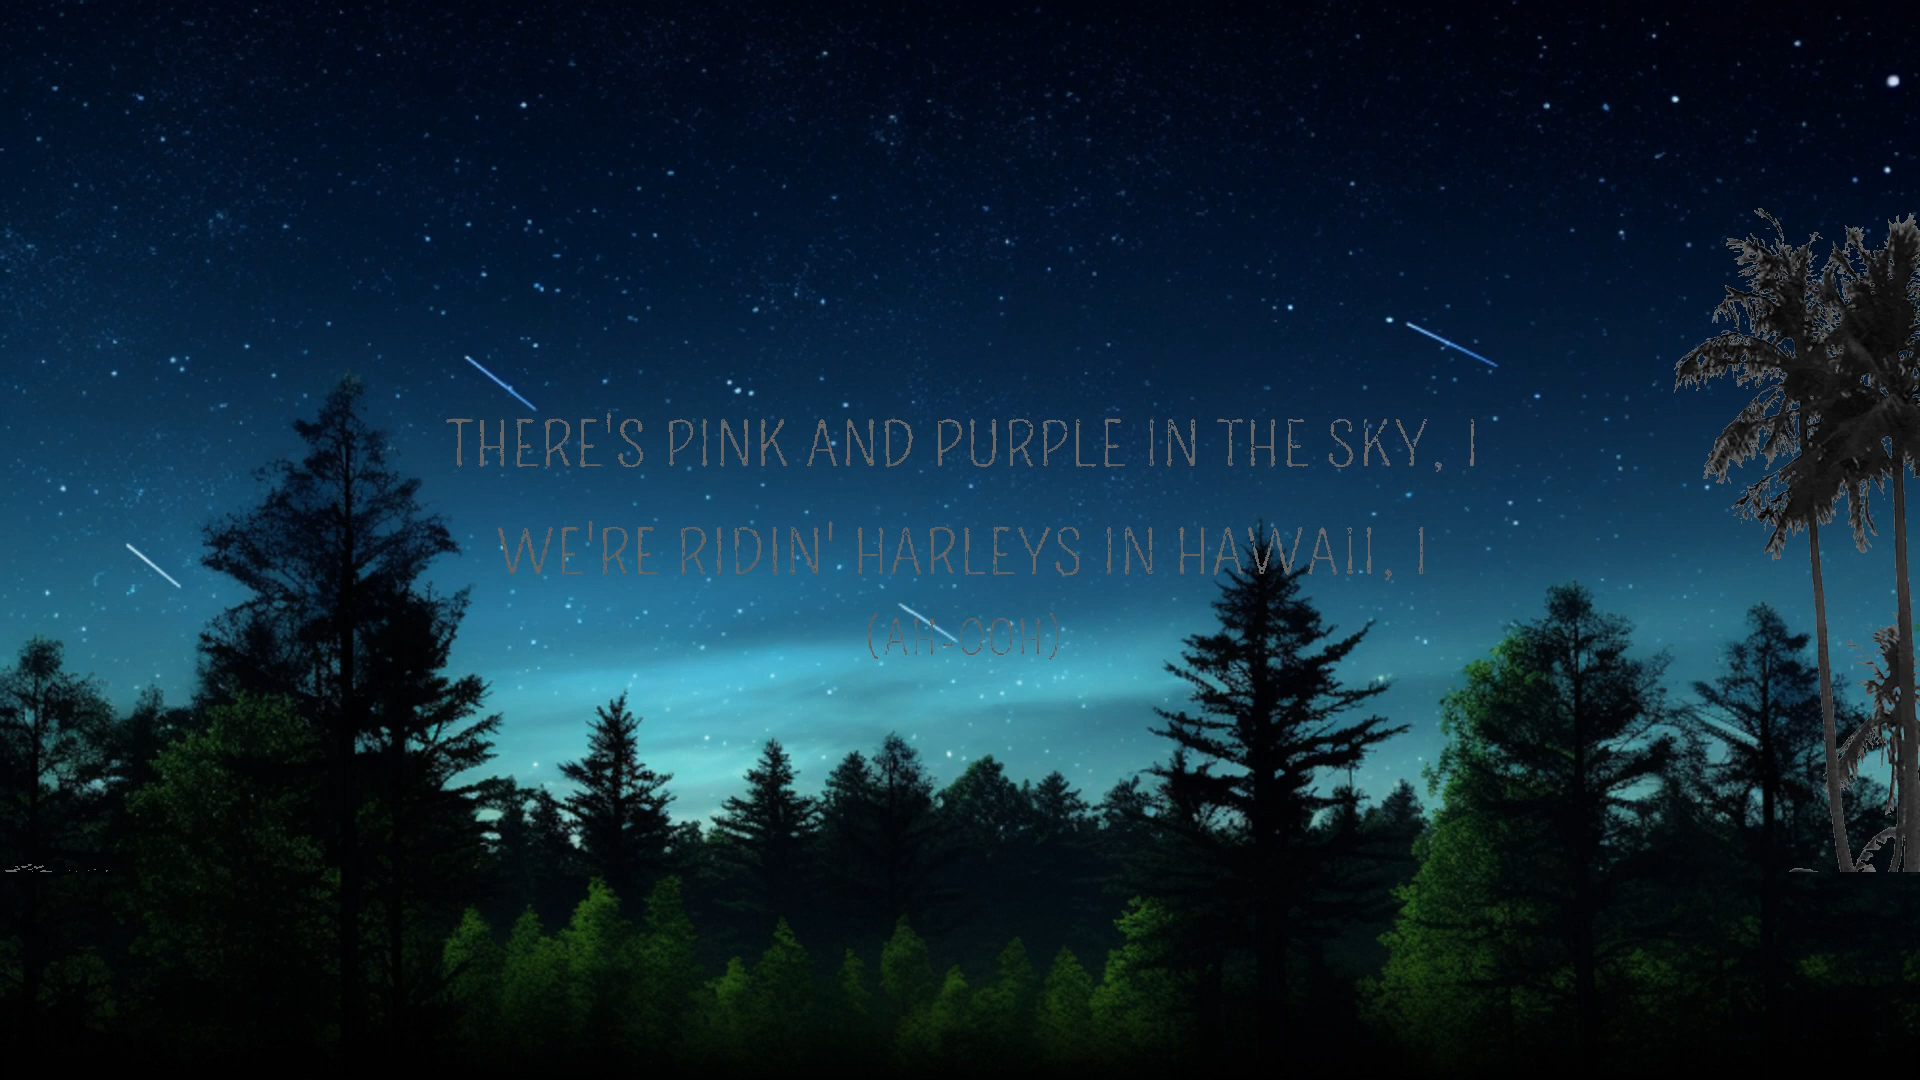 THERE'S PINK AND PURPLE IN THE SKY, I
WE'RE RIDIN' HARLEYS IN HAWAII, I
(AH-OOH)